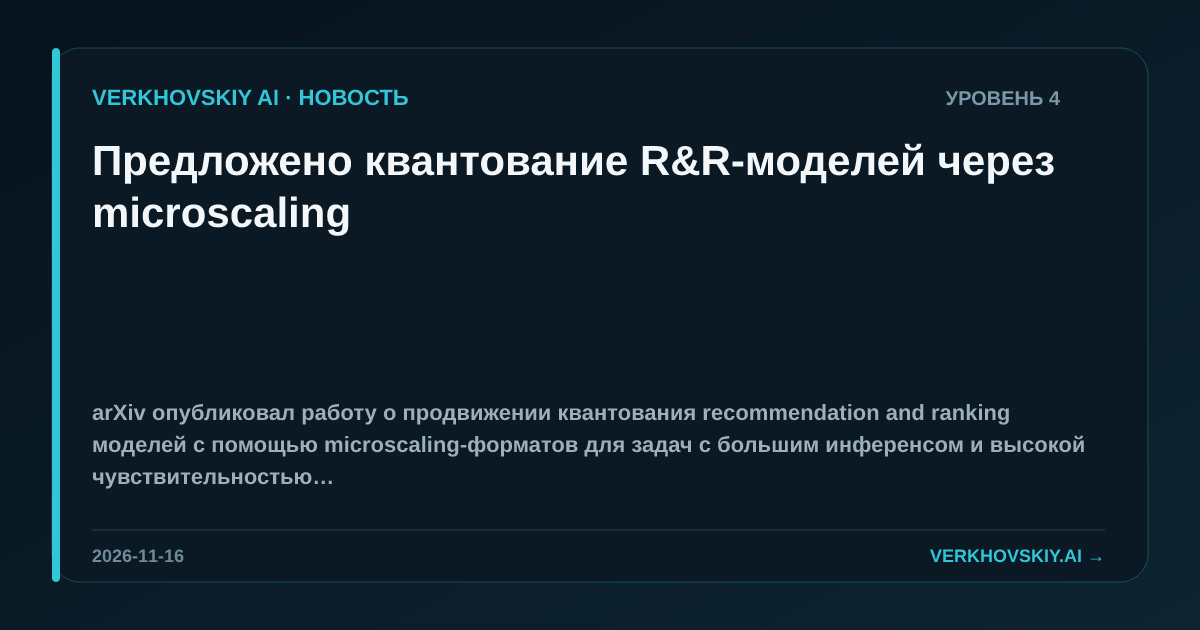 VERKHOVSKIY AI · НОВОСТЬ
УРОВЕНЬ 4
Предложено квантование R&R-моделей через
microscaling
arXiv опубликовал работу о продвижении квантования recommendation and ranking
моделей с помощью microscaling-форматов для задач с большим инференсом и высокой
чувствительностью…
2026-11-16
VERKHOVSKIY.AI →